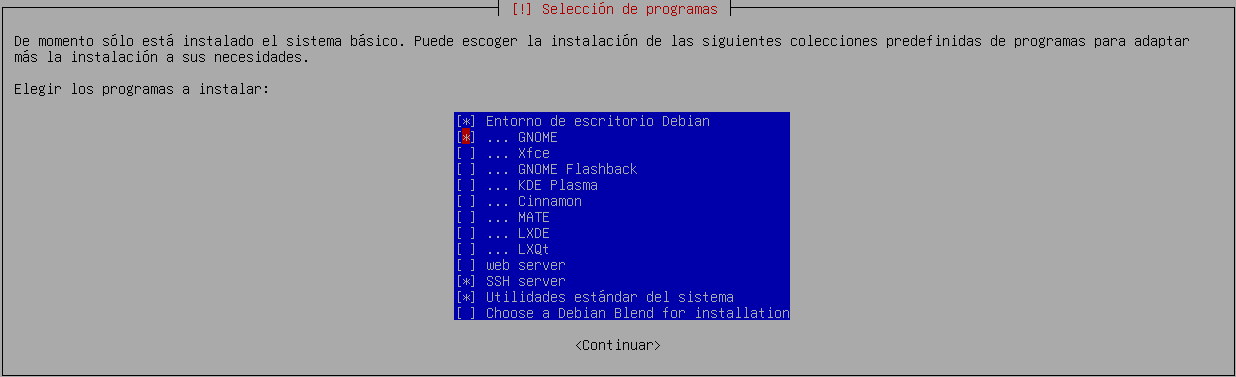 [!] Selección de programas
De momento sólo está instalado el sistema básico. Puede escoger la instalación de las siguientes colecciones predefinidas de programas para adaptar
más la instalación a sus necesidades.
Elegir los programas a instalar:
[*] Entorno de escritorio Debian
[*] ... GNOME
[ ] ... Xfce
[ ] ... GNOME Flashback
[ ] ... KDE Plasma
[ ] ... Cinnamon
[ ] ... MATE
[ ] ... LXDE
[ ] ... LXQt
[ ] web server
[*] SSH server
[*] Utilidades estándar del sistema
[ ] Choose a Debian Blend for installation
<Continuar>